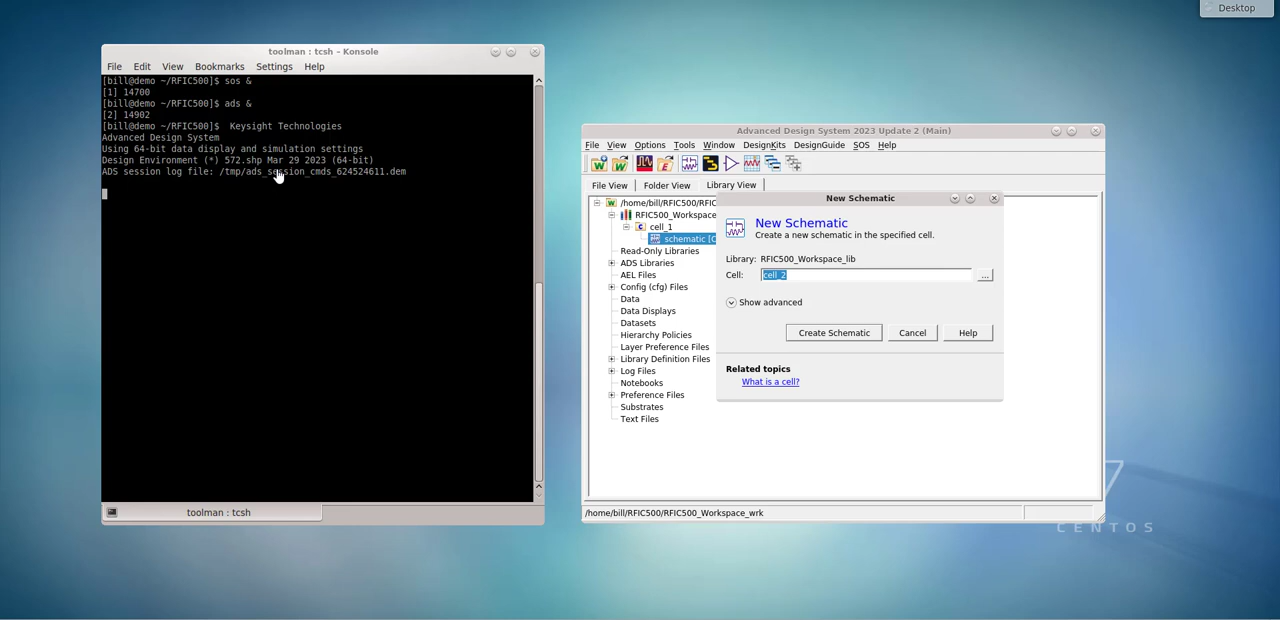 Desktop
toolman : tcsh – Konsole
File Edit View Bookmarks Settings Help
[bill@demo ~/RFIC500]$ sos &
[1] 14700
[bill@demo ~/RFIC500]$ ads &
[2] 14902
[bill@demo ~/RFIC500]$  Keysight Technologies
Advanced Design System
Using 64-bit data display and simulation settings
Design Environment (*) 572.shp Mar 29 2023 (64-bit)
ADS session log file: /tmp/ads_session_cmds_624524611.dem
toolman : tcsh
Advanced Design System 2023 Update 2 (Main)
File View Options Tools Window DesignKits DesignGuide SOS Help
File View Folder View Library View
/home/bill/RFIC500/RFIC
RFIC500_Workspace
cell_1
schematic [C
Read-Only Libraries
ADS Libraries
AEL Files
Config (cfg) Files
Data
Data Displays
Datasets
Hierarchy Policies
Layer Preference Files
Library Definition Files
Log Files
Notebooks
Preference Files
Substrates
Text Files
/home/bill/RFIC500/RFIC500_Workspace_wrk
New Schematic
New Schematic
Create a new schematic in the specified cell.
Library: RFIC500_Workspace_lib
Cell: cell_2 ...
Show advanced
Create Schematic Cancel Help
Related topics
What is a cell?
7
CENTOS